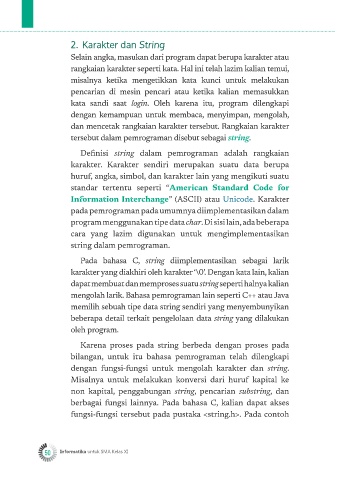 2. Karakter dan String
Selain angka, masukan dari program dapat berupa karakter atau
rangkaian karakter seperti kata. Hal ini telah lazim kalian temui,
misalnya ketika mengetikkan kata kunci untuk melakukan
pencarian di mesin pencari atau ketika kalian memasukkan
kata sandi saat login. Oleh karena itu, program dilengkapi
dengan kemampuan untuk membaca, menyimpan, mengolah,
dan mencetak rangkaian karakter tersebut. Rangkaian karakter
tersebut dalam pemrograman disebut sebagai string.
Definisi string dalam pemrograman adalah rangkaian
karakter. Karakter sendiri merupakan suatu data berupa
huruf, angka, simbol, dan karakter lain yang mengikuti suatu
standar tertentu seperti “American Standard Code for
Information Interchange” (ASCII) atau Unicode. Karakter
pada pemrograman pada umumnya diimplementasikan dalam
program menggunakan tipe data char. Di sisi lain, ada beberapa
cara yang lazim digunakan untuk mengimplementasikan
string dalam pemrograman.
Pada bahasa C, string diimplementasikan sebagai larik
karakter yang diakhiri oleh karakter ‘\0’. Dengan kata lain, kalian
dapat membuat dan memproses suatu string seperti halnya kalian
mengolah larik. Bahasa pemrograman lain seperti C++ atau Java
memilih sebuah tipe data string sendiri yang menyembunyikan
beberapa detail terkait pengelolaan data string yang dilakukan
oleh program.
Karena proses pada string berbeda dengan proses pada
bilangan, untuk itu bahasa pemrograman telah dilengkapi
dengan fungsi-fungsi untuk mengolah karakter dan string.
Misalnya untuk melakukan konversi dari huruf kapital ke
non kapital, penggabungan string, pencarian substring, dan
berbagai fungsi lainnya. Pada bahasa C, kalian dapat akses
fungsi-fungsi tersebut pada pustaka <string.h>. Pada contoh
50 Informatika untuk SMA Kelas XI